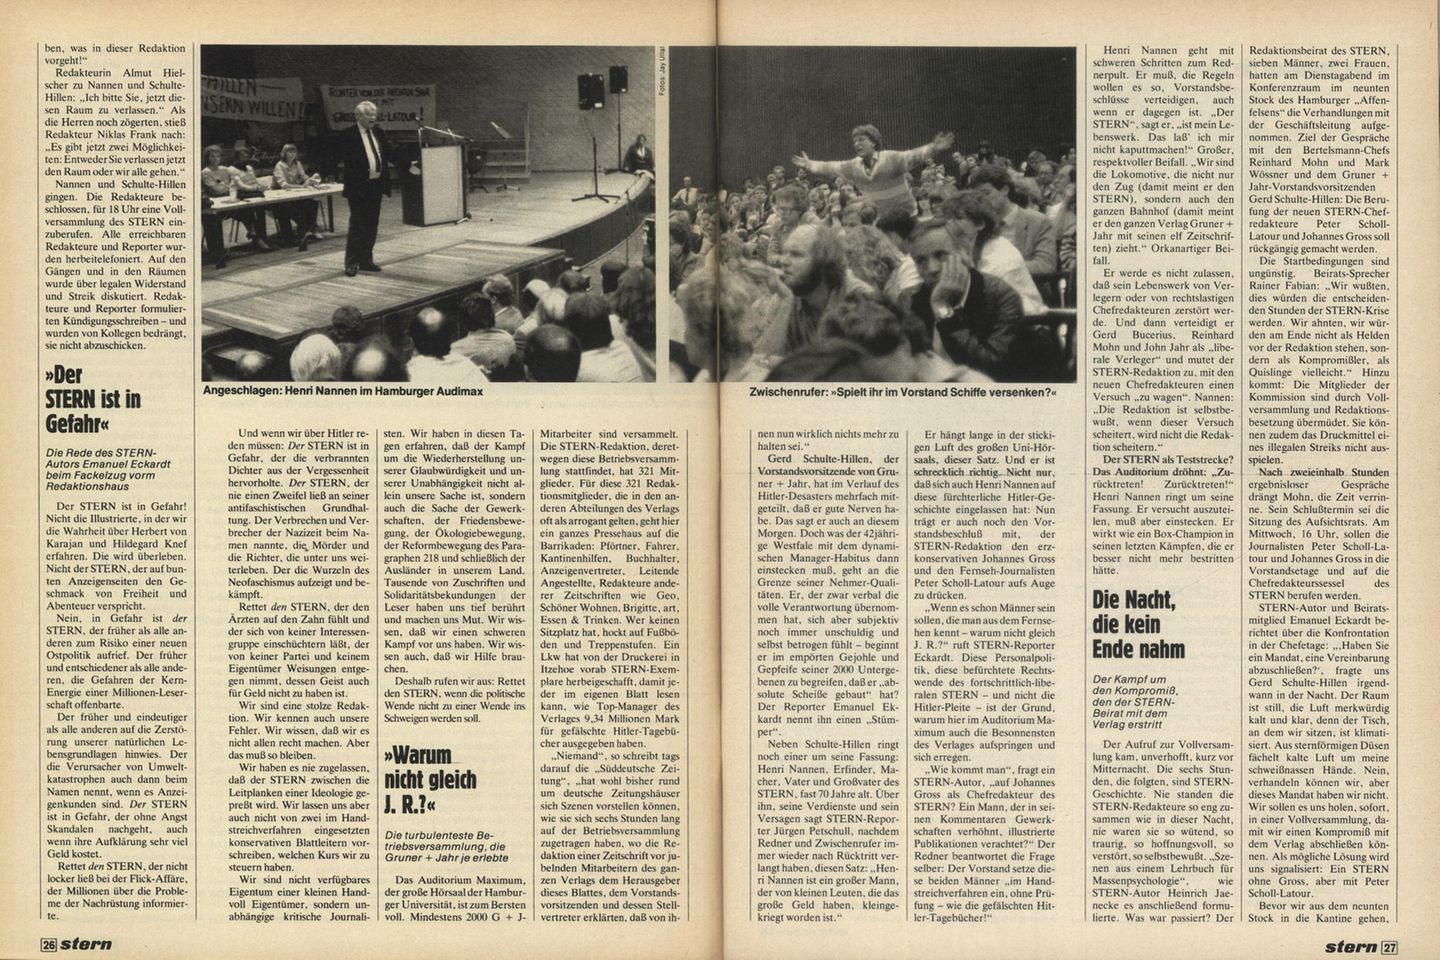 ben, was in dieser Redaktion
vorgeht!“
Redakteurin Almut Hiel-
scher zu Nannen und Schulte-
Hillen: „Ich bitte Sie, jetzt die-
sen Raum zu verlassen.“ Als
die Herren noch zögerten, stieß
Redakteur Niklas Frank nach:
„Es gibt jetzt zwei Möglichkei-
ten: Entweder Sie verlassen jetzt
den Raum oder wir alle gehen.“
Nannen und Schulte-Hillen
gingen. Die Redakteure be-
schlossen, für 18 Uhr eine Voll-
versammlung des STERN ein-
zuberufen. Alle erreichbaren
Redakteure und Reporter wur-
den herbeitelefoniert. Auf den
Gängen und in den Räumen
wurde über legalen Widerstand
und Streik diskutiert. Redak-
teure und Reporter formulier-
ten Kündigungsschreiben – und
wurden von Kollegen bedrängt,
sie nicht abzuschicken.
»Der
STERN ist in
Gefahr«
Die Rede des STERN-
Autors Emanuel Eckardt
beim Fackelzug vorm
Redaktionshaus
Der STERN ist in Gefahr!
Nicht die Illustrierte, in der wir
die Wahrheit über Herbert von
Karajan und Hildegard Knef
erfahren. Die wird überleben.
Nicht der STERN, der auf bun-
ten Anzeigenseiten den Ge-
schmack von Freiheit und
Abenteuer verspricht.
Nein, in Gefahr ist der
STERN, der früher als alle an-
deren zum Risiko einer neuen
Ostpolitik aufrief. Der früher
und entschiedener als alle ande-
ren, die Gefahren der Kern-
Energie einer Millionen-Leser-
schaft offenbarte.
Der früher und eindeutiger
als alle anderen auf die Zerstö-
rung unserer natürlichen Le-
bensgrundlagen hinwies. Der
die Verursacher von Umwelt-
katastrophen auch dann beim
Namen nennt, wenn es Anzei-
genkunden sind. Der STERN
ist in Gefahr, der ohne Angst
Skandalen nachgeht, auch
wenn ihre Aufklärung sehr viel
Geld kostet.
Rettet den STERN, der nicht
locker ließ bei der Flick-Affäre,
der Millionen über die Proble-
me der Nachrüstung informier-
te.
HILLEN –
UNSERN WILLEN!
RUNTER VON DER RECHTEN SPUR
MIT
LL-LATOUR!
Fotos: Jay Ullal
Angeschlagen: Henri Nannen im Hamburger Audimax
Zwischenrufer: »Spielt ihr im Vorstand Schiffe versenken?«
Und wenn wir über Hitler re-
den müssen: Der STERN ist in
Gefahr, der die verbrannten
Dichter aus der Vergessenheit
hervorholte. Der STERN, der
nie einen Zweifel ließ an seiner
antifaschistischen Grundhal-
tung. Der Verbrechen und Ver-
brecher der Nazizeit beim Na-
men nannte, die Mörder und
die Richter, die unter uns wei-
terleben. Der die Wurzeln des
Neofaschismus aufzeigt und be-
kämpft.
Rettet den STERN, der den
Ärzten auf den Zahn fühlt und
der sich von keiner Interessen-
gruppe einschüchtern läßt, der
von keiner Partei und keinem
Eigentümer Weisungen entge-
gen nimmt, dessen Geist auch
für Geld nicht zu haben ist.
Wir sind eine stolze Redak-
tion. Wir kennen auch unsere
Fehler. Wir wissen, daß wir es
nicht allen recht machen. Aber
das muß so bleiben.
Wir haben es nie zugelassen,
daß der STERN zwischen die
Leitplanken einer Ideologie ge-
preßt wird. Wir lassen uns aber
auch nicht von zwei im Hand-
streichverfahren eingesetzten
konservativen Blattleitern vor-
schreiben, welchen Kurs wir zu
steuern haben.
Wir sind nicht verfügbares
Eigentum einer kleinen Hand-
voll Eigentümer, sondern un-
abhängige kritische Journali-
sten. Wir haben in diesen Ta-
gen erfahren, daß der Kampf
um die Wiederherstellung un-
serer Glaubwürdigkeit und un-
serer Unabhängigkeit nicht al-
lein unsere Sache ist, sondern
auch die Sache der Gewerk-
schaften, der Friedensbewe-
gung, der Ökologiebewegung,
der Reformbewegung des Para-
graphen 218 und schließlich der
Ausländer in unserem Land.
Tausende von Zuschriften und
Solidaritätsbekundungen der
Leser haben uns tief berührt
und machen uns Mut. Wir wis-
sen, daß wir einen schweren
Kampf vor uns haben. Wir wis-
sen auch, daß wir Hilfe brau-
chen.
Deshalb rufen wir aus: Rettet
den STERN, wenn die politische
Wende nicht zu einer Wende ins
Schweigen werden soll.
»Warum
nicht gleich
J. R.?«
Die turbulenteste Be-
triebsversammlung, die
Gruner + Jahr je erlebte
Das Auditorium Maximum,
der große Hörsaal der Hambur-
ger Universität, ist zum Bersten
voll. Mindestens 2000 G + J-
Mitarbeiter sind versammelt.
Die STERN-Redaktion, deret-
wegen diese Betriebsversamm-
lung stattfindet, hat 321 Mit-
glieder. Für diese 321 Redak-
tionsmitglieder, die in den an-
deren Abteilungen des Verlags
oft als arrogant gelten, geht hier
ein ganzes Pressehaus auf die
Barrikaden: Pförtner, Fahrer,
Kantinenhilfen, Buchhalter,
Anzeigenvertreter, Leitende
Angestellte, Redakteure ande-
rer Zeitschriften wie Geo,
Schöner Wohnen, Brigitte, art,
Essen & Trinken. Wer keinen
Sitzplatz hat, hockt auf Fußbö-
den und Treppenstufen. Ein
Lkw hat von der Druckerei in
Itzehoe vorab STERN-Exem-
plare herbeigeschafft, damit je-
der im eigenen Blatt lesen
kann, wie Top-Manager des
Verlages 9,34 Millionen Mark
für gefälschte Hitler-Tagebü-
cher ausgegeben haben.
„Niemand“, so schreibt tags
darauf die „Süddeutsche Zei-
tung“, „hat wohl bisher rund
um deutsche Zeitungshäuser
sich Szenen vorstellen können,
wie sie sich sechs Stunden lang
auf der Betriebsversammlung
zugetragen haben, wo die Re-
daktion einer Zeitschrift vor ju-
belnden Mitarbeitern des gan-
zen Verlags dem Herausgeber
dieses Blattes, dem Vorstands-
vorsitzenden und dessen Stell-
vertreter erklärten, daß von ih-
nen nun wirklich nichts mehr zu
halten sei.“
Gerd Schulte-Hillen, der
Vorstandsvorsitzende von Gru-
ner + Jahr, hat im Verlauf des
Hitler-Desasters mehrfach mit-
geteilt, daß er gute Nerven ha-
be. Das sagt er auch an diesem
Morgen. Doch was der 42jähri-
ge Westfale mit dem dynami-
schen Manager-Habitus dann
einstecken muß, geht an die
Grenze seiner Nehmer-Quali-
täten. Er, der zwar verbal die
volle Verantwortung übernom-
men hat, sich aber subjektiv
noch immer unschuldig und
selbst betrogen fühlt – beginnt
er im empörten Gejohle und
Gepfeife seiner 2000 Untergebe-
benen zu begreifen, daß er „ab-
solute Scheiße gebaut“ hat?
Der Reporter Emanuel Ek-
kardt nennt ihn einen „Stüm-
per“.
Neben Schulte-Hillen ringt
noch einer um seine Fassung:
Henri Nannen, Erfinder, Ma-
cher, Vater und Großvater des
STERN, fast 70 Jahre alt. Über
ihn, seine Verdienste und sein
Versagen sagt STERN-Repor-
ter Jürgen Petschull, nachdem
Redner und Zwischenrufer im-
mer wieder nach Rücktritt ver-
langt haben, diesen Satz: „Hen-
ri Nannen ist ein großer Mann,
der von kleinen Leuten, die das
große Geld haben, kleinge-
kriegt worden ist.“
Er hängt lange in der stick-
igen Luft des großen Uni-Hör-
saals, dieser Satz. Und er ist
schrecklich richtig. Nicht nur,
daß sich auch Henri Nannen auf
diese fürchterliche Hitler-Ge-
schichte eingelassen hat: Nun
trägt er auch noch den Vor-
standsbeschluß mit, der
STERN-Redaktion den erz-
konservativen Johannes Gross
und den Fernseh-Journalisten
Peter Scholl-Latour aufs Auge
zu drücken.
„Wenn es schon Männer sein
sollen, die man aus dem Fernse-
hen kennt – warum nicht gleich
J. R.?“ ruft STERN-Reporter
Eckardt. Diese Personalpoli-
tik, diese befürchtete Rechts-
wende des fortschrittlich-libe-
ralen STERN – und nicht die
Hitler-Pleite – ist der Grund,
warum hier im Auditorium Ma-
ximum auch die Besonnensten
des Verlages aufspringen und
sich erregen.
„Wie kommt man“, fragt ein
STERN-Autor, „auf Johannes
Gross als Chefredakteur des
STERN? Ein Mann, der in sei-
nen Kommentaren Gewerk-
schaften verhöhnt, illustrierte
Publikationen verachtet?“ Der
Redner beantwortet die Frage
selber: Der Vorstand setze die-
se beiden Männer „im Hand-
streichverfahren ein, ohne Prü-
fung – wie die gefälschten Hit-
ler-Tagebücher!“
Henri Nannen geht mit
schweren Schritten zum Red-
nerpult. Er muß, die Regeln
wollen es so, Vorstandsbe-
schlüsse verteidigen, auch
wenn er dagegen ist. „Der
STERN“, sagt er, „ist mein Le-
benswerk. Das laß’ ich mir
nicht kaputtmachen!“ Großer,
respektvoller Beifall. „Wir sind
die Lokomotive, die nicht nur
den Zug (damit meint er den
STERN), sondern auch den
ganzen Bahnhof (damit meint
er den ganzen Verlag Gruner +
Jahr mit seinen elf Zeitschrif-
ten) zieht.“ Orkanartiger Bei-
fall.
Er werde es nicht zulassen,
daß sein Lebenswerk von Ver-
legern oder von rechtslastigen
Chefredakteuren zerstört wer-
de. Und dann verteidigt er
Gerd Bucerius, Reinhard
Mohn und John Jahr als „libe-
rale Verleger“ und mutet der
STERN-Redaktion zu, mit den
neuen Chefredakteuren einen
Versuch „zu wagen“. Nannen:
„Die Redaktion ist selbstbe-
wußt, wenn dieser Versuch
scheitert, wird nicht die Redak-
tion scheitern.“
Der STERN als Teststrecke?
Das Auditorium dröhnt: „Zu-
rücktreten! Zurücktreten!“
Henri Nannen ringt um seine
Fassung. Er versucht auszutei-
len, muß aber einstecken. Er
wirkt wie ein Box-Champion in
seinen letzten Kämpfen, die er
besser nicht mehr bestritten
hätte.
Die Nacht,
die kein
Ende nahm
Der Kampf um
den Kompromiß,
den der STERN-
Beirat mit dem
Verlag erstritt
Der Aufruf zur Vollversamm-
lung kam, unverhofft, kurz vor
Mitternacht. Die sechs Stun-
den, die folgten, sind STERN-
Geschichte. Nie standen die
STERN-Redakteure so eng zu-
sammen wie in dieser Nacht,
nie waren sie so wütend, so
traurig, so hoffnungsvoll, so
verstört, so selbstbewußt. „Sze-
nen aus einem Lehrbuch für
Massenpsychologie“, wie
STERN-Autor Heinrich Jae-
necke es anschließend formu-
lierte. Was war passiert? Der
Redaktionsbeirat des STERN,
sieben Männer, zwei Frauen,
hatten am Dienstagabend im
Konferenzraum im neunten
Stock des Hamburger „Affen-
felsens“ die Verhandlungen mit
der Geschäftsleitung aufge-
nommen. Ziel der Gespräche
mit den Bertelsmann-Chefs
Reinhard Mohn und Mark
Wössner und dem Gruner +
Jahr-Vorstandsvorsitzenden
Gerd Schulte-Hillen: Die Beru-
fung der neuen STERN-Chef-
redakteure Peter Scholl-
Latour und Johannes Gross soll
rückgängig gemacht werden.
Die Startbedingungen sind
ungünstig. Beirats-Sprecher
Rainer Fabian: „Wir wußten,
dies würden die entscheiden-
den Stunden der STERN-Krise
werden. Wir ahnten, wir wür-
den am Ende nicht als Helden
vor der Redaktion stehen, son-
dern als Kompromißler, als
Quislinge vielleicht.“ Hinzu
kommt: Die Mitglieder der
Kommission sind durch Voll-
versammlung und Redaktions-
besetzung übermüdet. Sie kön-
nen zudem das Druckmittel ei-
nes illegalen Streiks nicht aus-
spielen.
Nach zweieinhalb Stunden
ergebnisloser Gespräche
drängt Mohn, die Zeit verrin-
ne. Sein Schlußtermin sei die
Sitzung des Aufsichtsrats. Am
Mittwoch, 16 Uhr, sollen die
Journalisten Peter Scholl-La-
tour und Johannes Gross in die
Vorstandsetage und auf die
Chefredakteurssessel des
STERN berufen werden.
STERN-Autor und Beirats-
mitglied Emanuel Eckardt be-
richtet über die Konfrontation
in der Chefetage: „‚Haben Sie
ein Mandat, eine Vereinbarung
abzuschließen?‘, fragte uns
Gerd Schulte-Hillen irgend-
wann in der Nacht. Der Raum
ist still, die Luft merkwürdig
kalt und klar, denn der Tisch,
an dem wir sitzen, ist klimati-
siert. Aus sternförmigen Düsen
fächelt kalte Luft um meine
schweißnassen Hände. Nein,
verhandeln können wir, aber
dieses Mandat haben wir nicht.
Wir sollen es uns holen, sofort,
in einer Vollversammlung, da-
mit wir einen Kompromiß mit
dem Verlag abschließen kön-
nen. Als mögliche Lösung wird
uns signalisiert: Ein STERN
ohne Gross, aber mit Peter
Scholl-Latour.
Bevor wir aus dem neunten
Stock in die Kantine gehen,
26 stern
stern 27